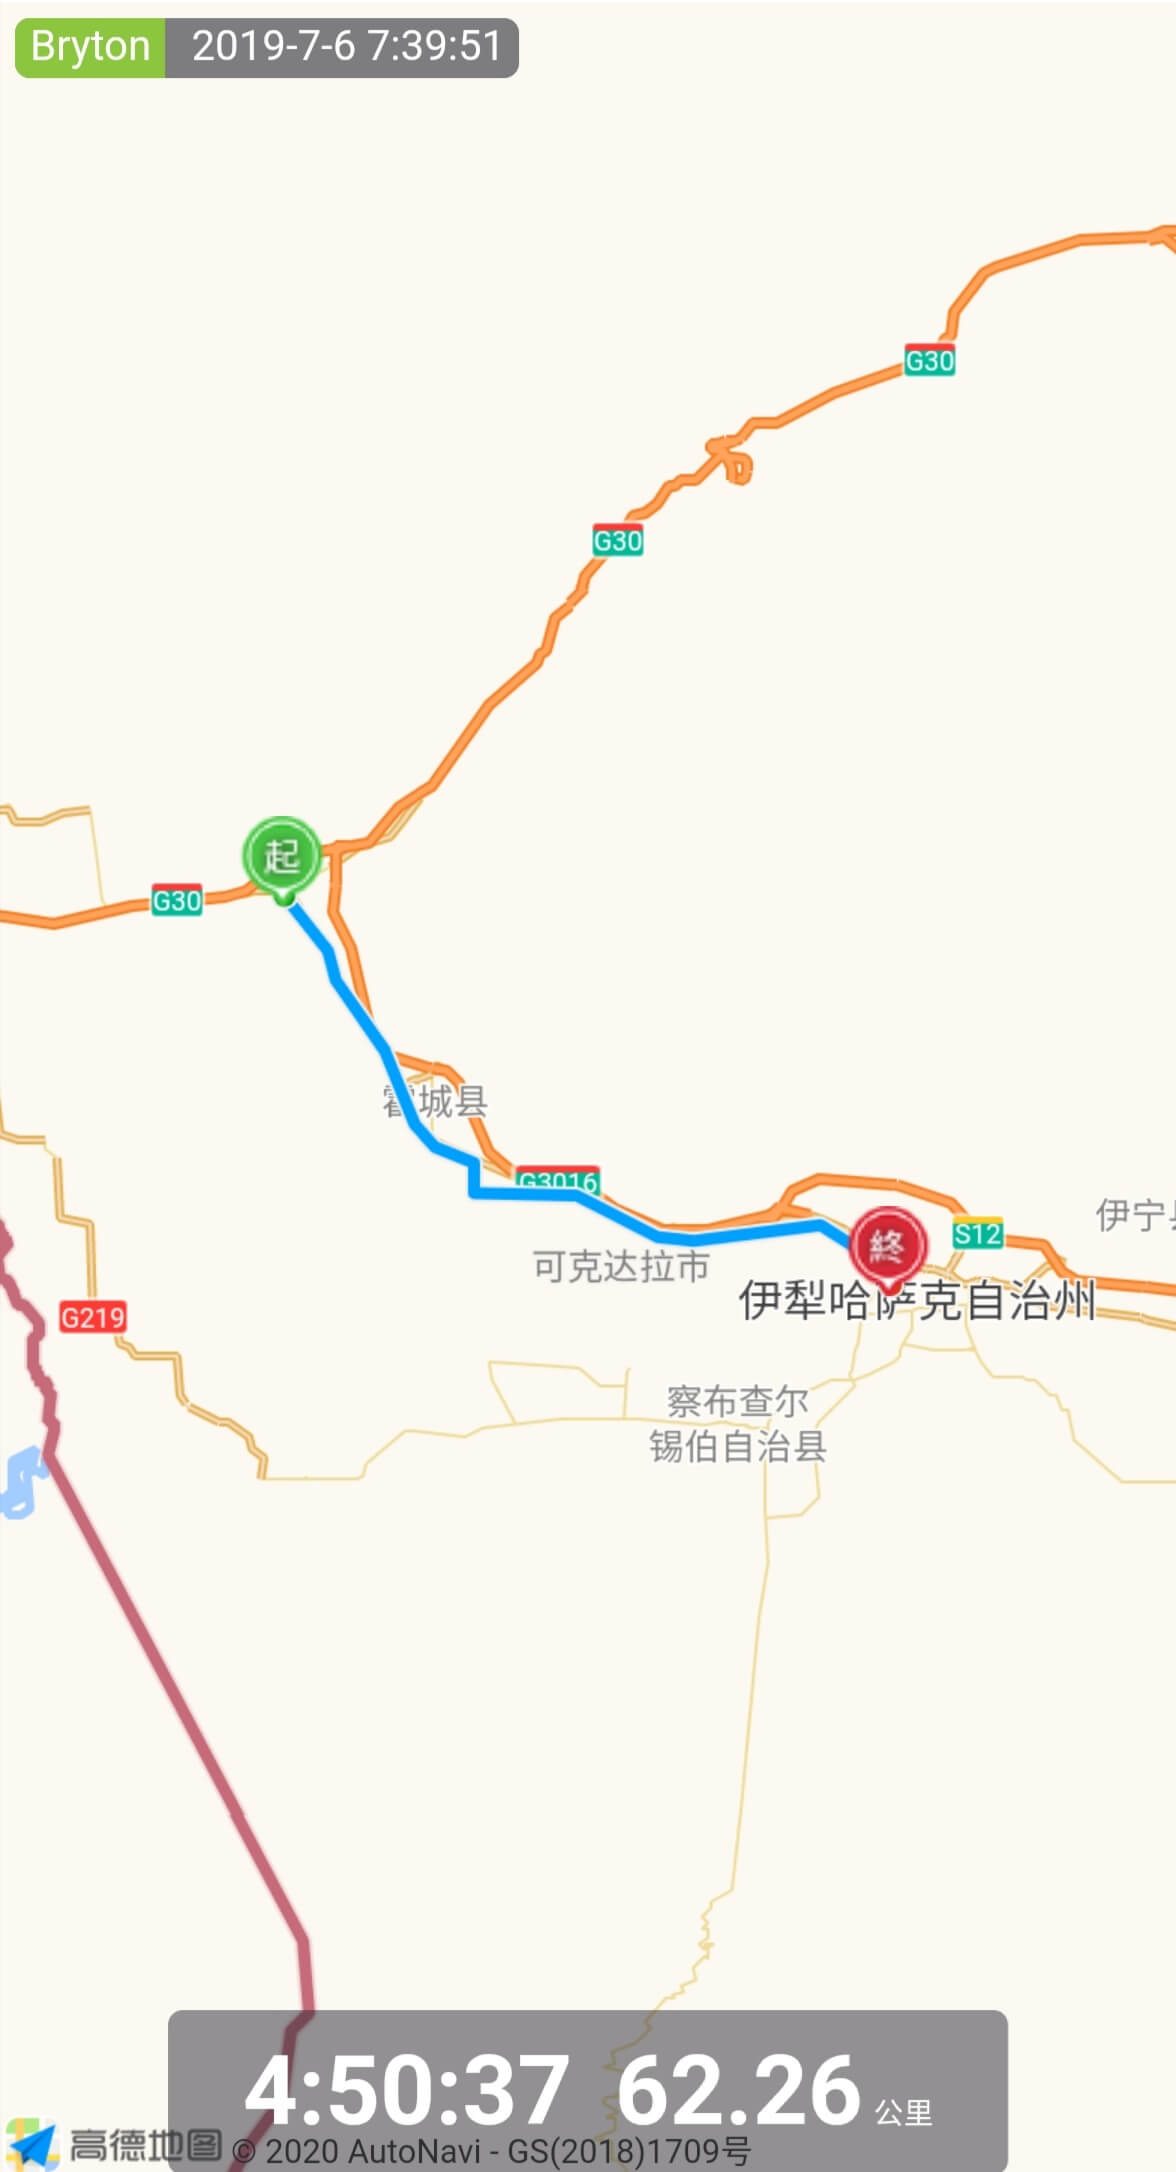 Bryton 2019-7-6 7:39:51
G30
G30
起
G30
霍城县
G3016
伊宁县
S12
終
可克达拉市
伊犁哈萨克自治州
G219
察布查尔
锡伯自治县
4:50:37 62.26 公里
高德地图 © 2020 AutoNavi - GS(2018)1709号